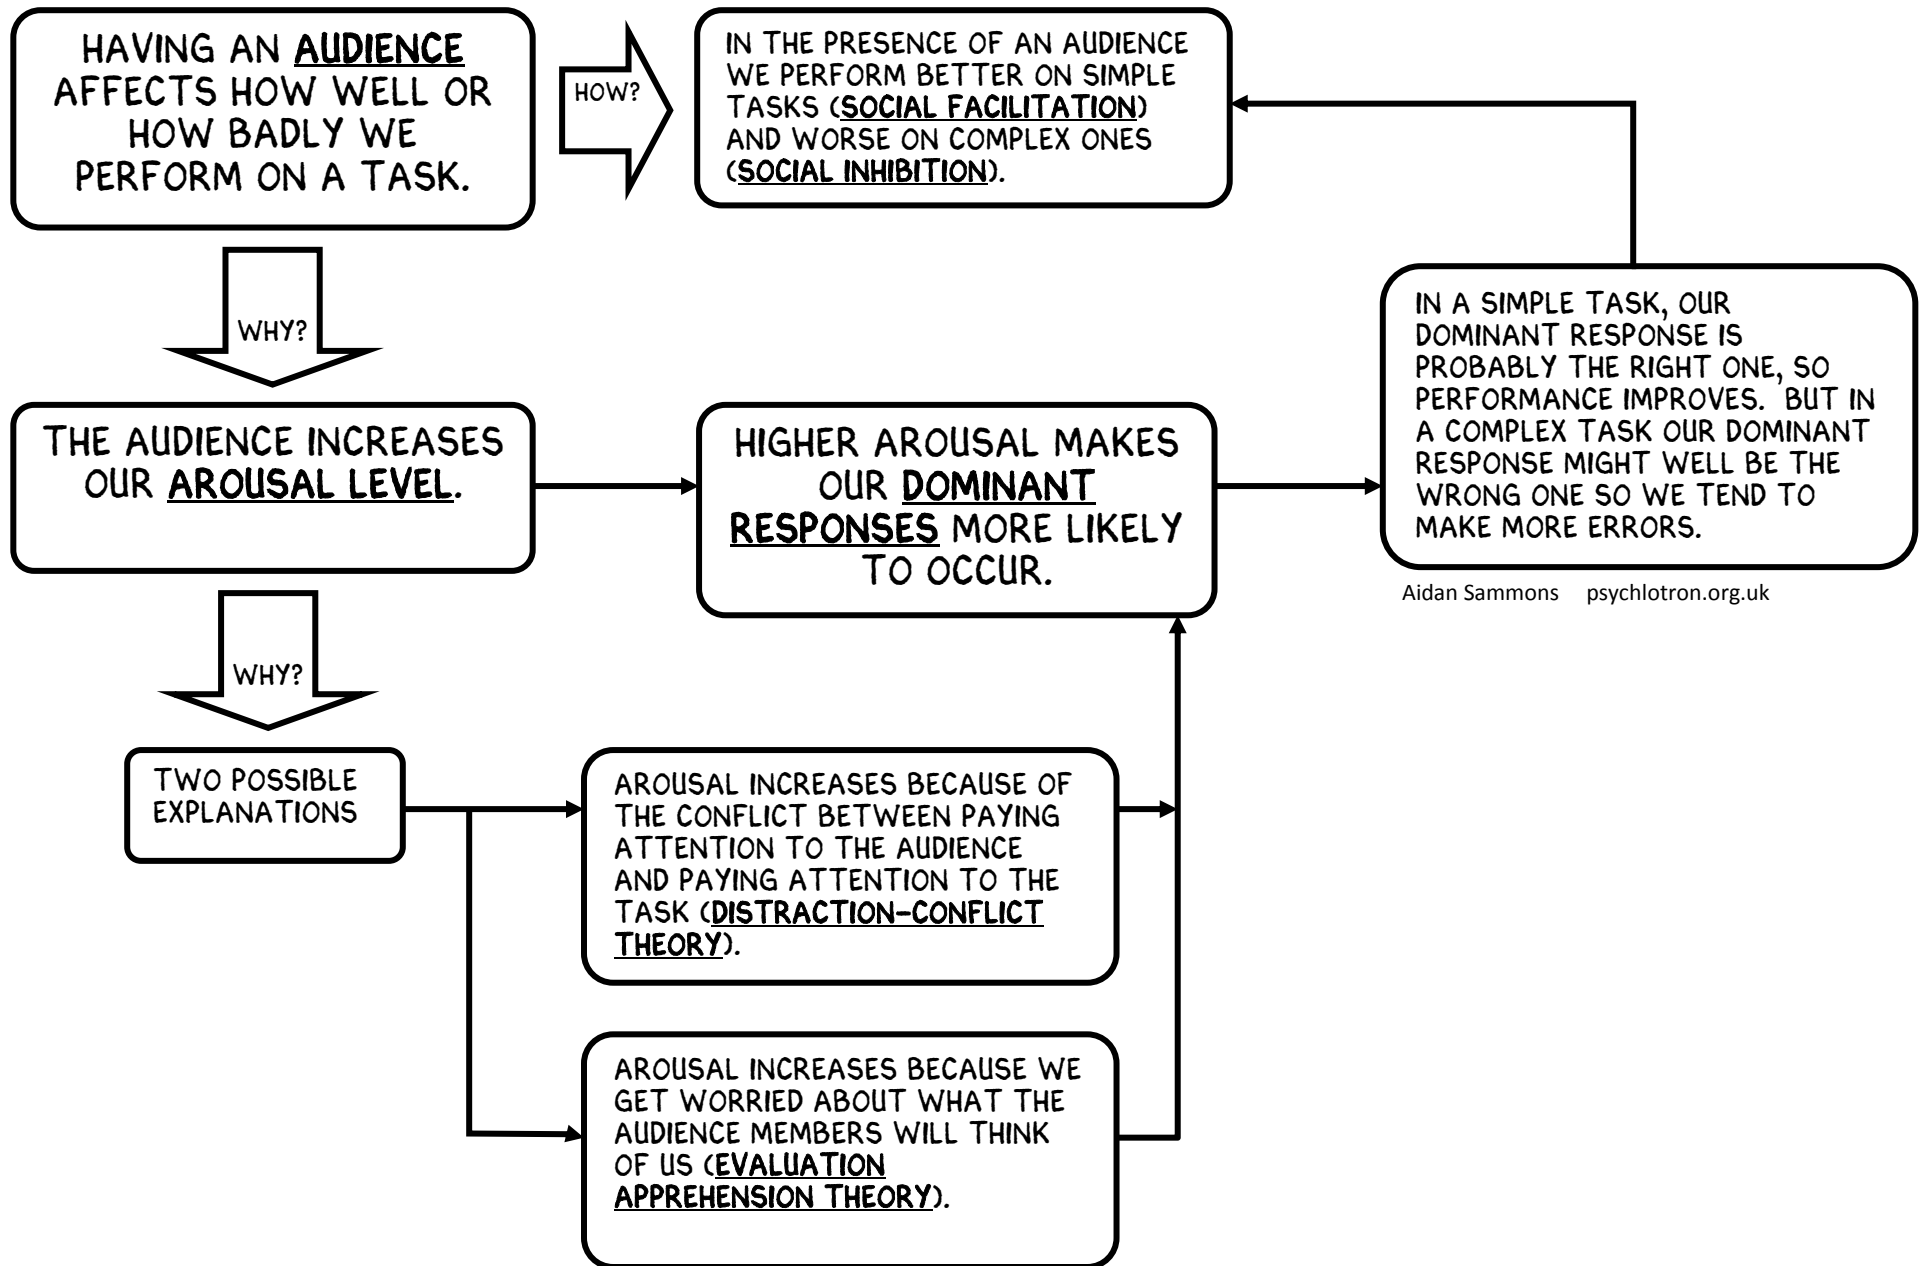 HAVING AN AUDIENCE
AFFECTS HOW WELL OR
HOW BADLY WE
PERFORM ON A TASK.
HOW?
IN THE PRESENCE OF AN AUDIENCE
WE PERFORM BETTER ON SIMPLE
TASKS (SOCIAL FACILITATION)
AND WORSE ON COMPLEX ONES
(SOCIAL INHIBITION).
WHY?
THE AUDIENCE INCREASES
OUR AROUSAL LEVEL.
HIGHER AROUSAL MAKES
OUR DOMINANT
RESPONSES MORE LIKELY
TO OCCUR.
IN A SIMPLE TASK, OUR
DOMINANT RESPONSE IS
PROBABLY THE RIGHT ONE, SO
PERFORMANCE IMPROVES.  BUT IN
A COMPLEX TASK OUR DOMINANT
RESPONSE MIGHT WELL BE THE
WRONG ONE SO WE TEND TO
MAKE MORE ERRORS.
Aidan Sammons psychlotron.org.uk
WHY?
TWO POSSIBLE
EXPLANATIONS
AROUSAL INCREASES BECAUSE OF
THE CONFLICT BETWEEN PAYING
ATTENTION TO THE AUDIENCE
AND PAYING ATTENTION TO THE
TASK (DISTRACTION-CONFLICT
THEORY).
AROUSAL INCREASES BECAUSE WE
GET WORRIED ABOUT WHAT THE
AUDIENCE MEMBERS WILL THINK
OF US (EVALUATION
APPREHENSION THEORY).